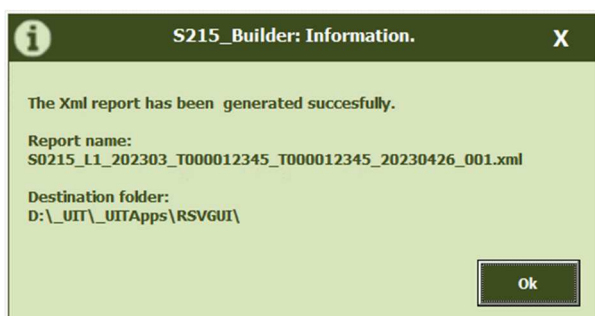 S215_Builder: Information.
X
The Xml report has been generated succesfully.
Report name:
S0215_L1_202303_T000012345_T000012345_20230426_001.xml
Destination folder:
D:\_UIT\_UITApps\RSVGUI\
Ok